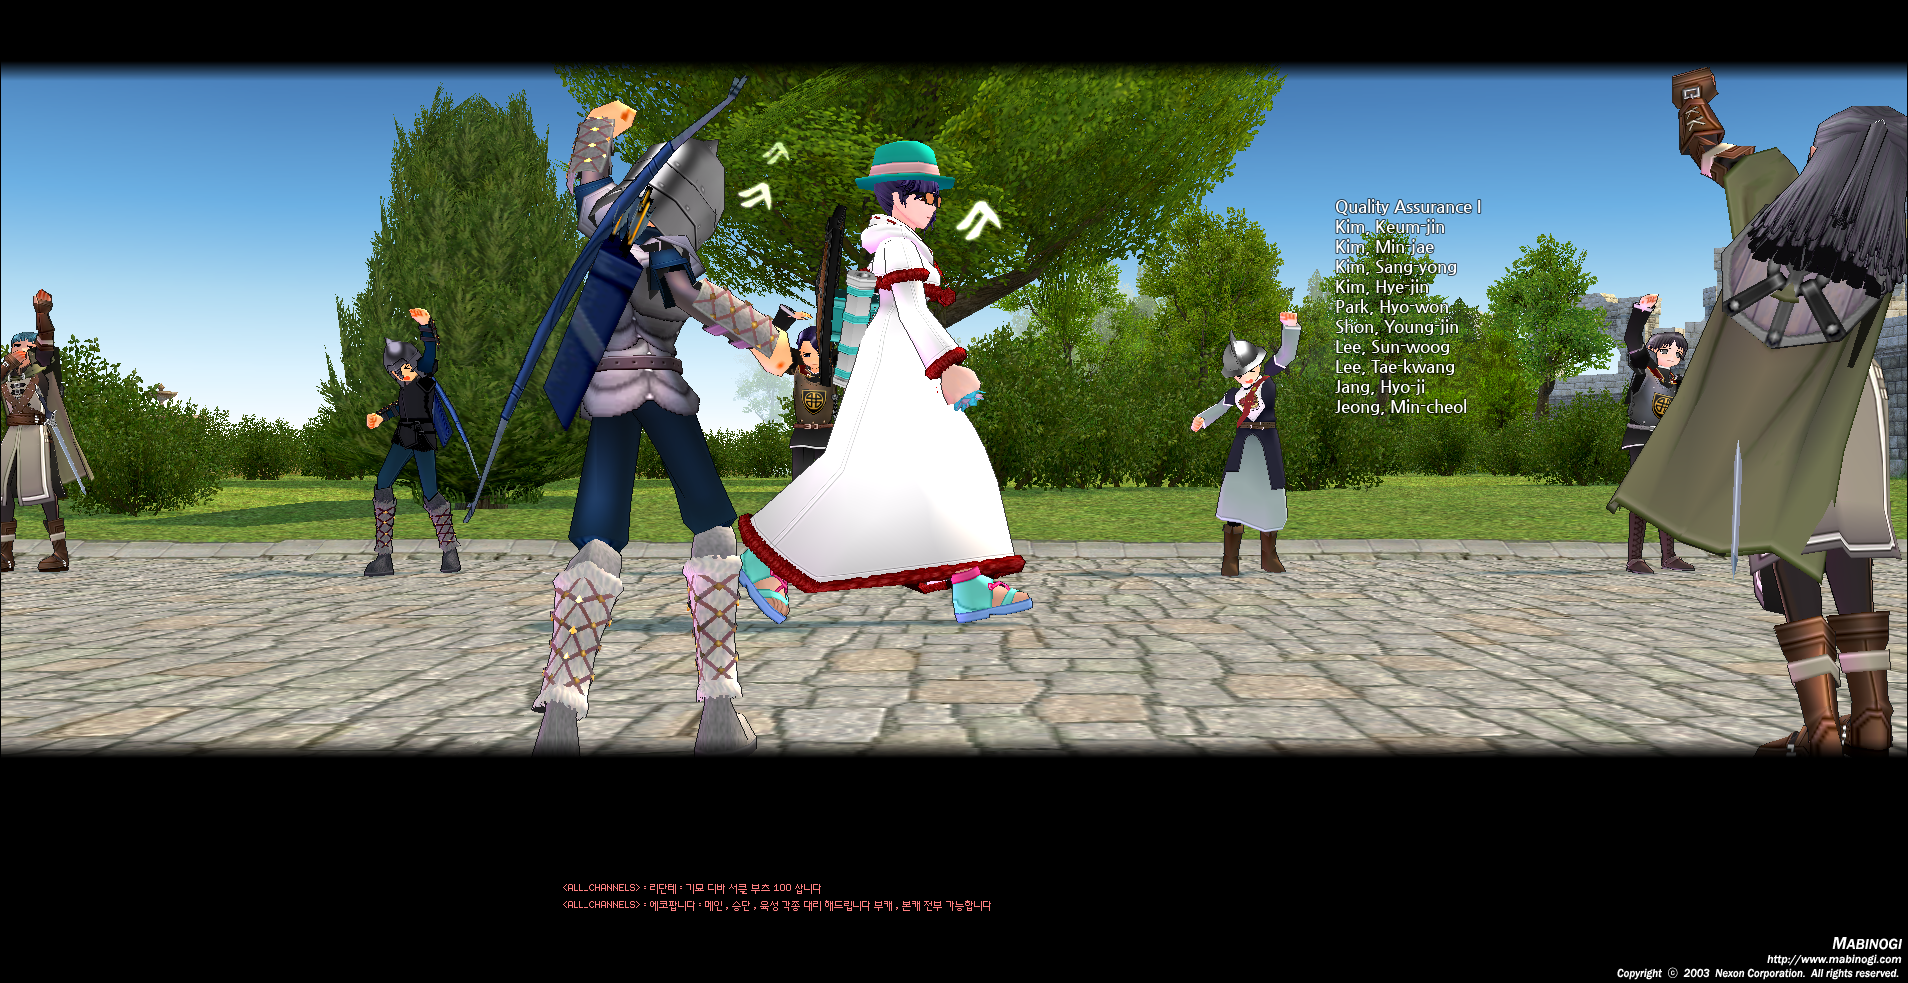 Quality Assurance I
Kim, Keum-jin
Kim, Min-jae
Kim, Sang-yong
Kim, Hye-jin
Park, Hyo-won
Shon, Young-jin
Lee, Sun-woog
Lee, Tae-kwang
Jang, Hyo-ji
Jeong, Min-cheol
<ALL_CHANNELS> : 리단테 : 기묘 디바 서클 부츠 100 삽니다
<ALL_CHANNELS> : 에코팝니다 : 메인 , 승단 , 육성 각종 대리 해드립니다 부캐 , 본캐 전부 가능합니다
MABINOGI
http://www.mabinogi.com
Copyright © 2003 Nexon Corporation. All rights reserved.